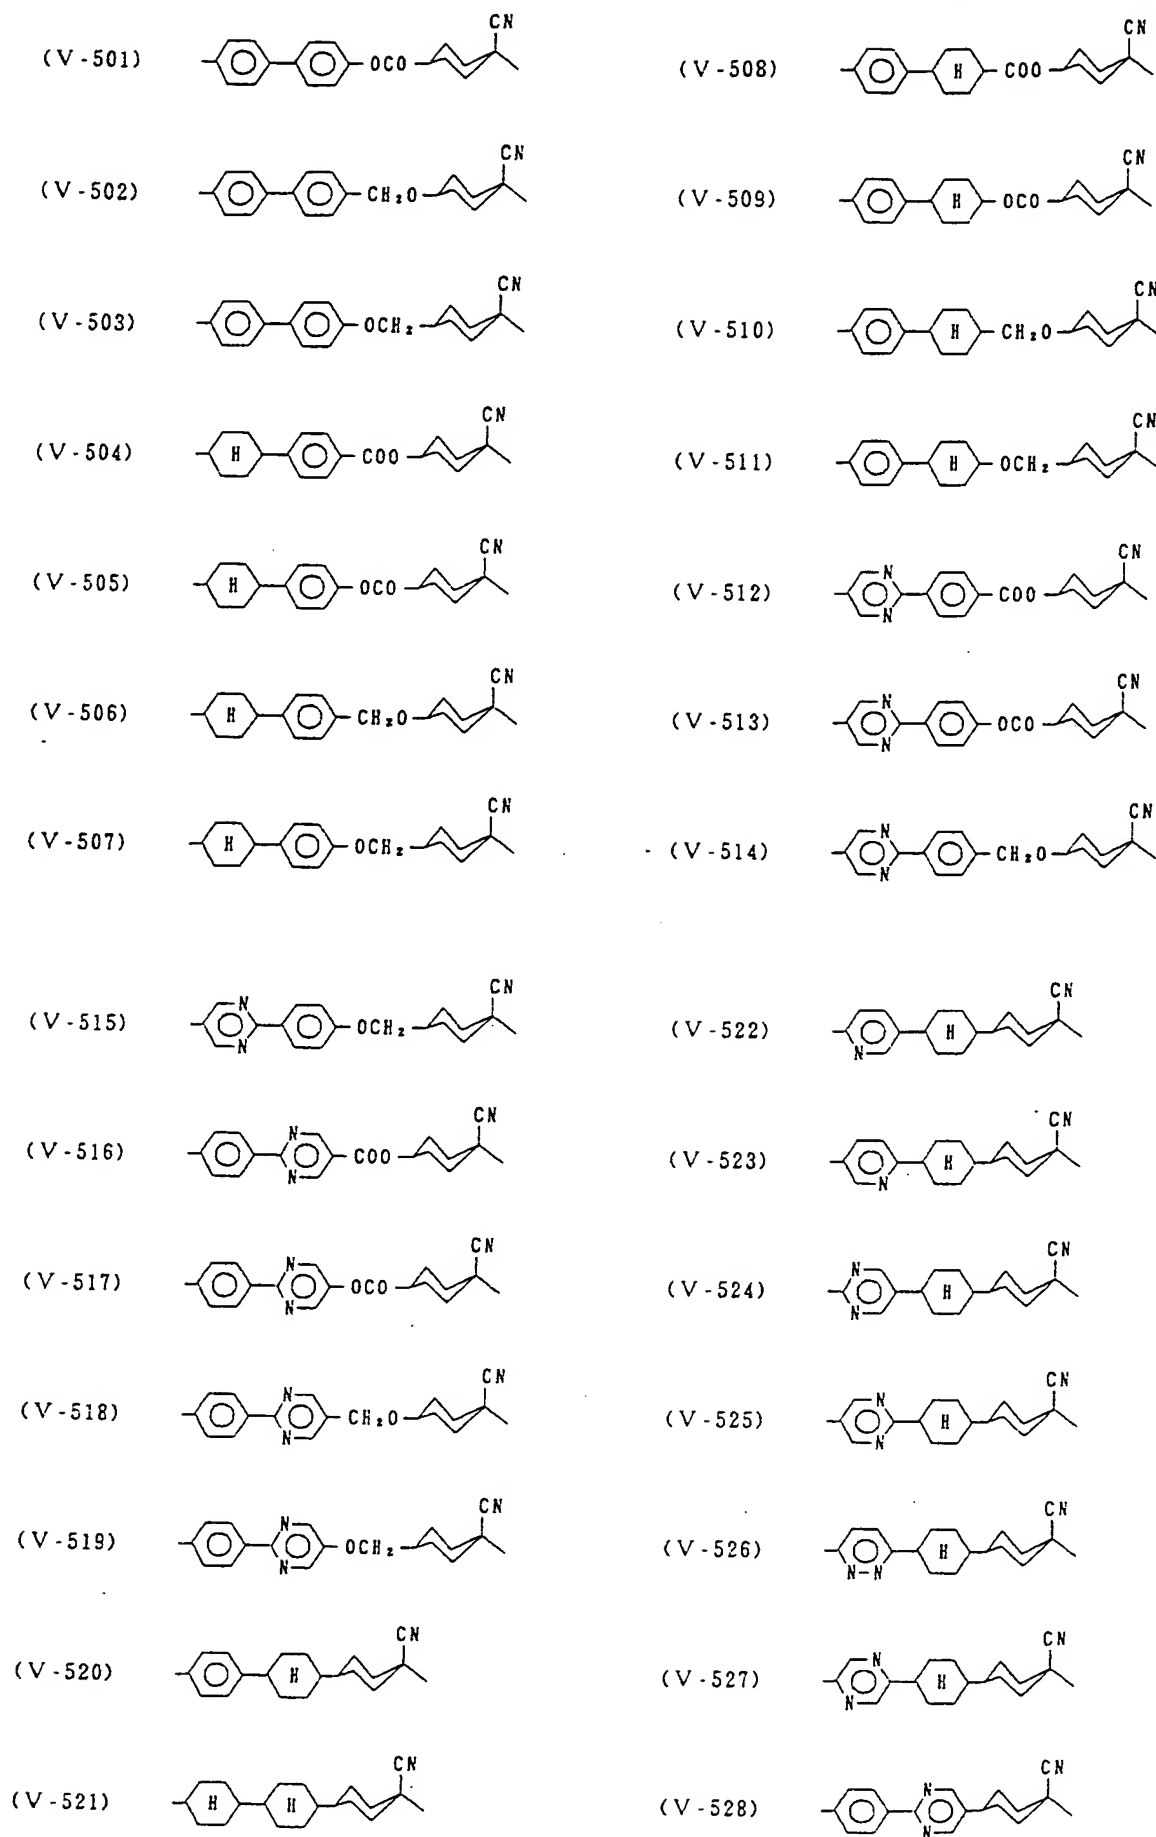 (V-501) OCO CN
(V-502) CH₂O CN
(V-503) OCH₂ CN
(V-504) H COO CN
(V-505) H OCO CN
(V-506) H CH₂O CN
(V-507) H OCH₂ CN
(V-508) H COO CN
(V-509) H OCO CN
(V-510) H CH₂O CN
(V-511) H OCH₂ CN
(V-512) N N COO CN
(V-513) N N OCO CN
(V-514) N N CH₂O CN
(V-515) N N OCH₂ CN
(V-516) N N COO CN
(V-517) N N OCO CN
(V-518) N N CH₂O CN
(V-519) N N OCH₂ CN
(V-520) H CN
(V-521) H H CN
(V-522) N H CN
(V-523) N H CN
(V-524) N N H CN
(V-525) N N H CN
(V-526) N-N H CN
(V-527) N N H CN
(V-528) N N CN